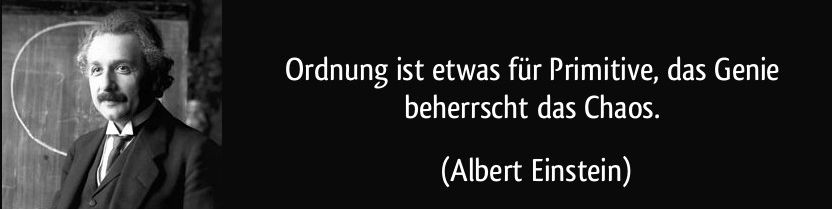 Ordnung ist etwas für Primitive, das Genie
beherrscht das Chaos.
(Albert Einstein)